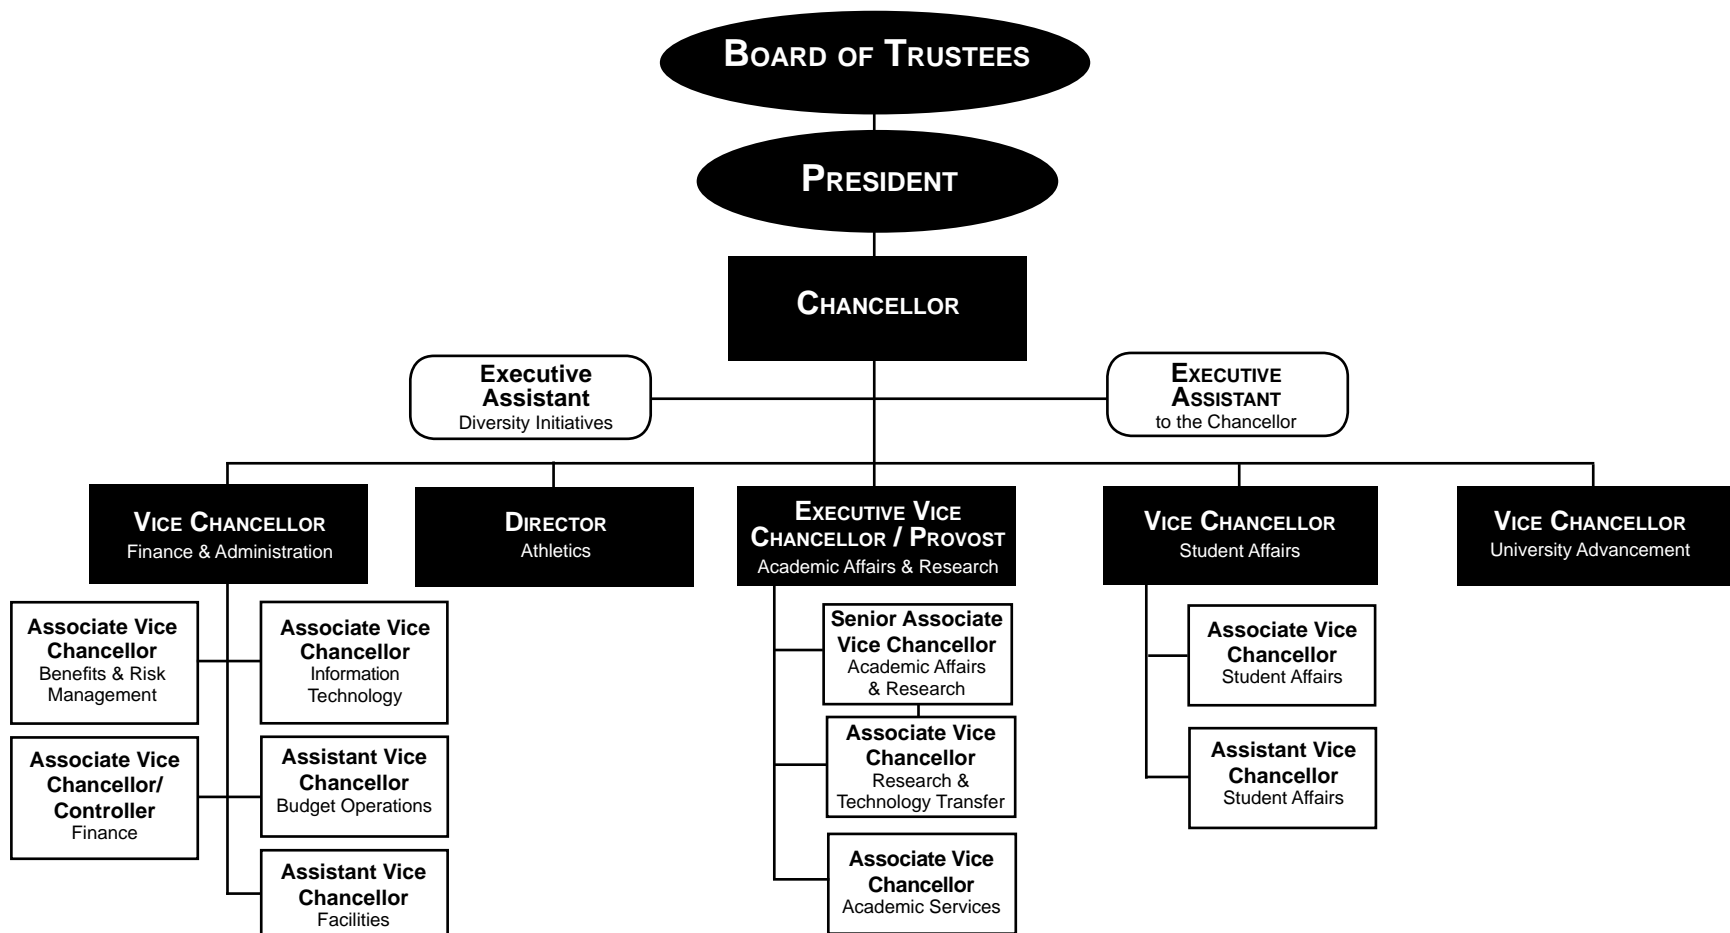 BOARD OF TRUSTEES
PRESIDENT
CHANCELLOR
Executive
Assistant
Diversity Initiatives
EXECUTIVE
ASSISTANT
to the Chancellor
VICE CHANCELLOR
Finance & Administration
DIRECTOR
Athletics
EXECUTIVE VICE
CHANCELLOR / PROVOST
Academic Affairs & Research
VICE CHANCELLOR
Student Affairs
VICE CHANCELLOR
University Advancement
Associate Vice
Chancellor
Benefits & Risk
Management
Associate Vice
Chancellor
Information
Technology
Senior Associate
Vice Chancellor
Academic Affairs
& Research
Associate Vice
Chancellor
Student Affairs
Associate Vice
Chancellor/
Controller
Finance
Assistant Vice
Chancellor
Budget Operations
Associate Vice
Chancellor
Research &
Technology Transfer
Assistant Vice
Chancellor
Student Affairs
Assistant Vice
Chancellor
Facilities
Associate Vice
Chancellor
Academic Services